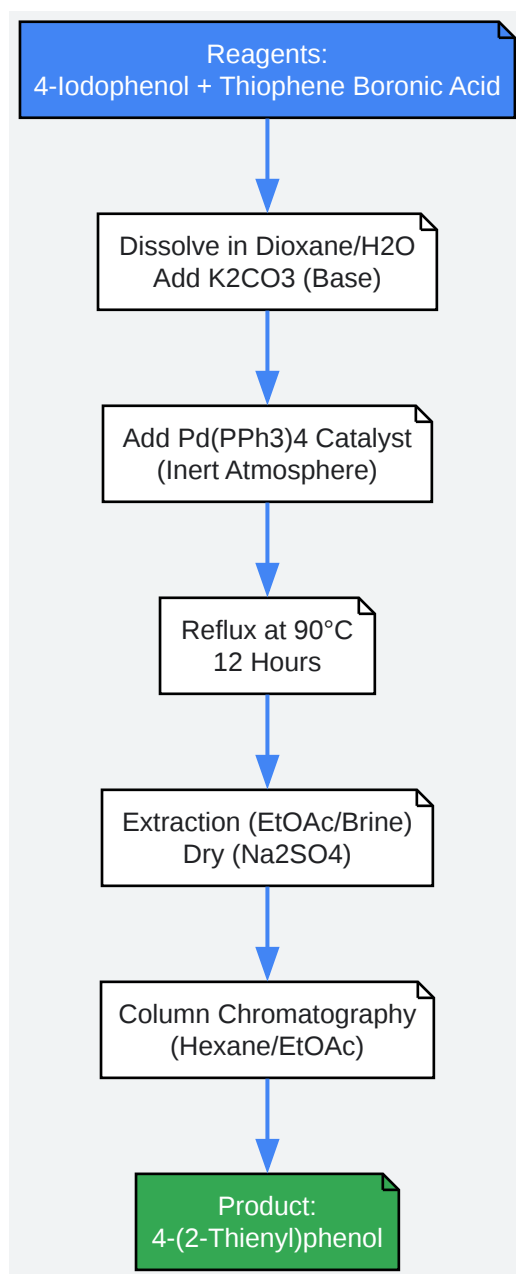 Reagents:
4-Iodophenol + Thiophene Boronic Acid
Dissolve in Dioxane/H2O
Add K2CO3 (Base)
Add Pd(PPh3)4 Catalyst
(Inert Atmosphere)
Reflux at 90°C
12 Hours
Extraction (EtOAc/Brine)
Dry (Na2SO4)
Column Chromatography
(Hexane/EtOAc)
Product:
4-(2-Thienyl)phenol